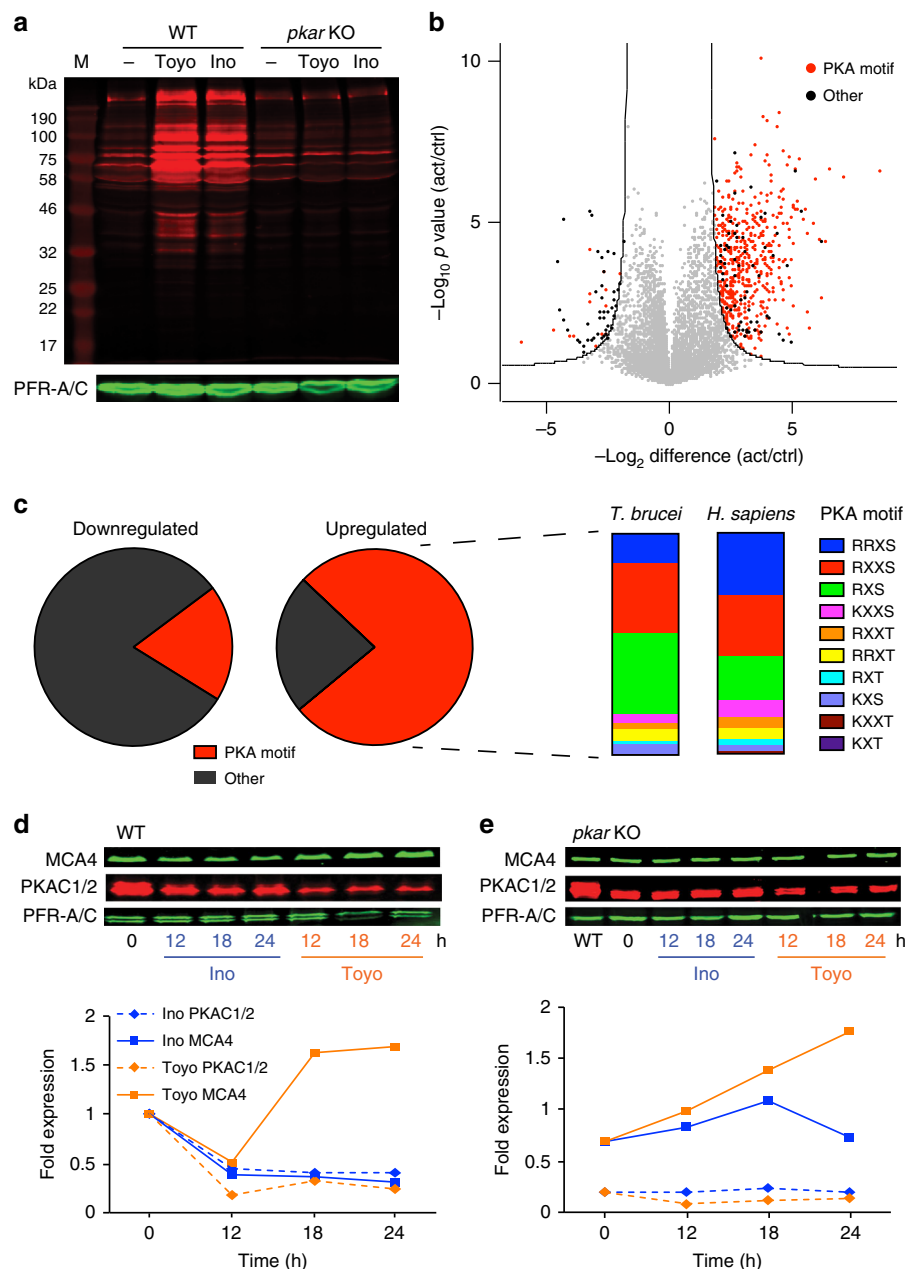 a
WT
pkar KO
M – Toyo Ino – Toyo Ino
kDa
190
100
75
58
46
32
25
22
17
PFR-A/C
b
10
5
0
–Log10 p value (act/ctrl)
PKA motif
Other
–5 0 5
–Log2 difference (act/ctrl)
c
Downregulated
Upregulated
PKA motif
Other
T. brucei H. sapiens PKA motif
RRXS
RXXS
RXS
KXXS
RXXT
RRXT
RXT
KXS
KXXT
KXT
d
WT
MCA4
PKAC1/2
PFR-A/C
0 12 18 24 12 18 24 h
Ino Toyo
2
1.5
1
0.5
0
Fold expression
Ino PKAC1/2
Ino MCA4
Toyo PKAC1/2
Toyo MCA4
0 12 18 24
Time (h)
e
pkar KO
MCA4
PKAC1/2
PFR-A/C
WT 0 12 18 24 12 18 24 h
Ino Toyo
2
1.5
1
0.5
0
Fold expression
0 12 18 24
Time (h)